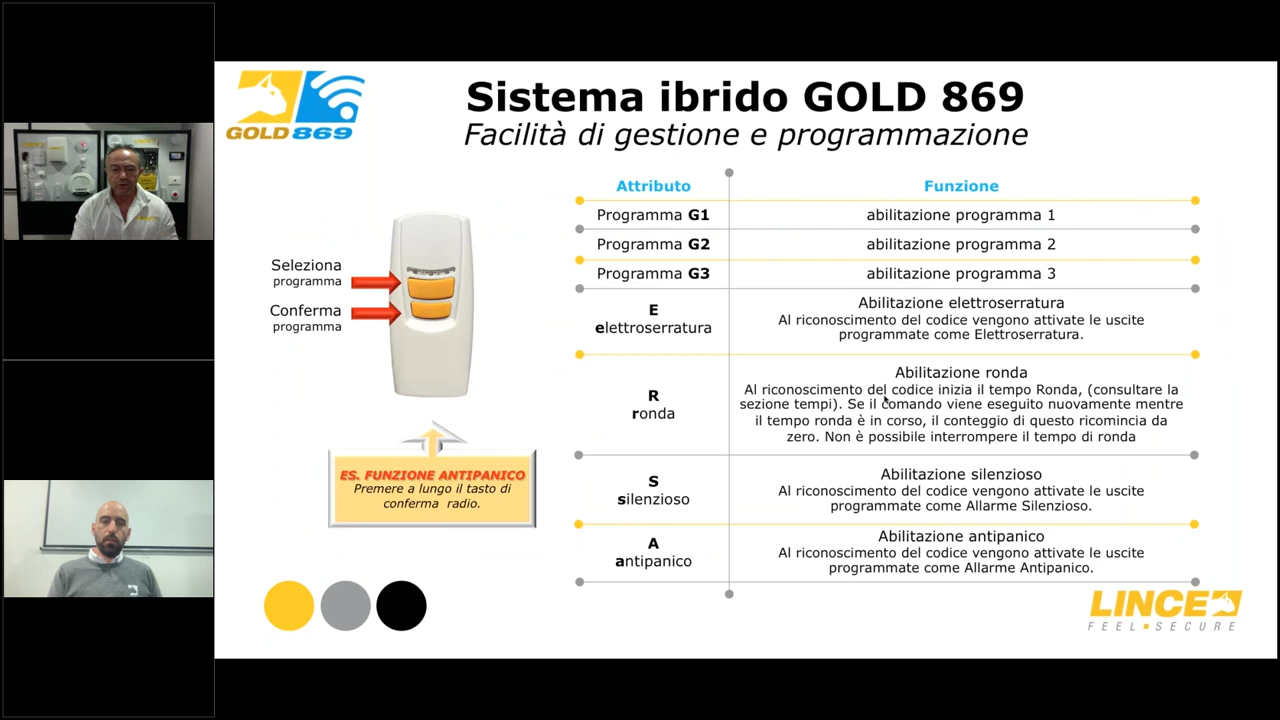 GOLD869
Sistema ibrido GOLD 869
Facilità di gestione e programmazione
Seleziona
programma
Conferma
programma
ES. FUNZIONE ANTIPANICO
Premere a lungo il tasto di
conferma radio.
Attributo
Funzione
Programma G1
abilitazione programma 1
Programma G2
abilitazione programma 2
Programma G3
abilitazione programma 3
E
elettroserratura
Abilitazione elettroserratura
Al riconoscimento del codice vengono attivate le uscite
programmate come Elettroserratura.
R
ronda
Abilitazione ronda
Al riconoscimento del codice inizia il tempo Ronda, (consultare la
sezione tempi). Se il comando viene eseguito nuovamente mentre
il tempo ronda è in corso, il conteggio di questo ricomincia da
zero. Non è possibile interrompere il tempo di ronda
S
silenzioso
Abilitazione silenzioso
Al riconoscimento del codice vengono attivate le uscite
programmate come Allarme Silenzioso.
A
antipanico
Abilitazione antipanico
Al riconoscimento del codice vengono attivate le uscite
programmate come Allarme Antipanico.
LINCE
FEEL SECURE